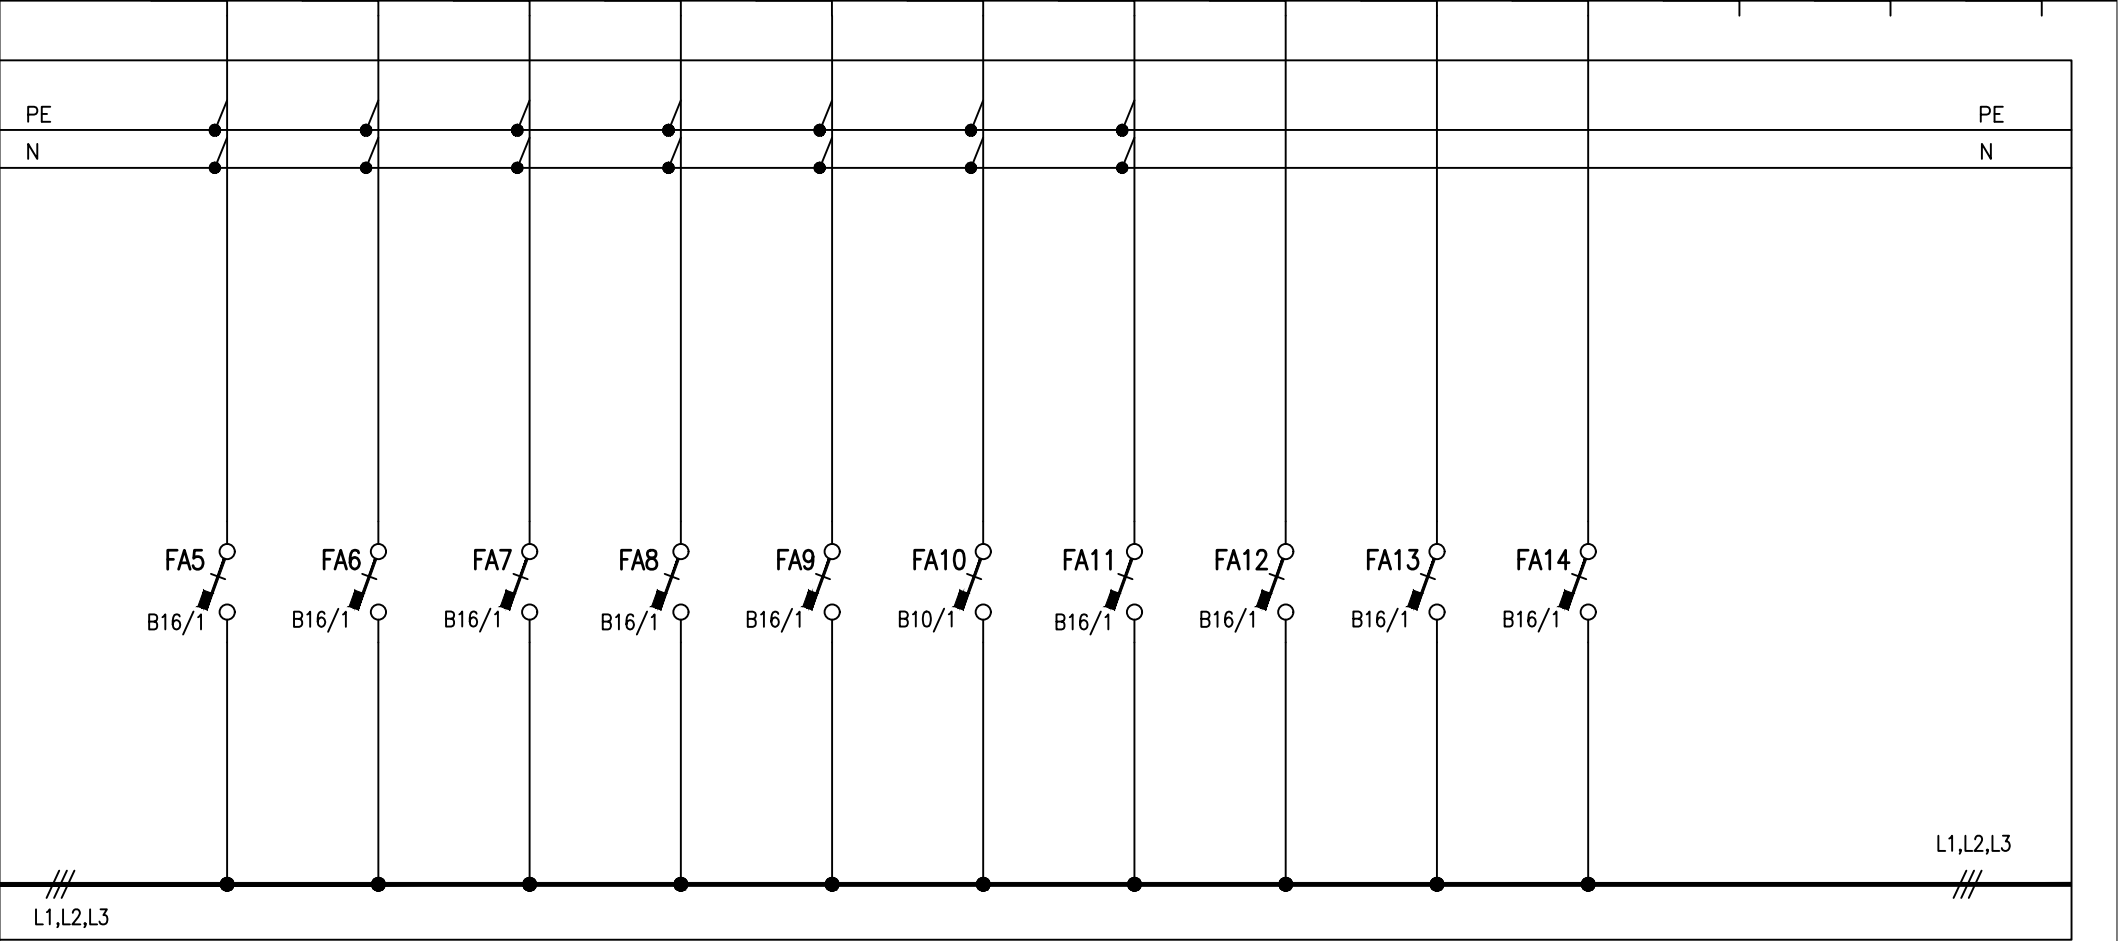 PE PE
N N
FA5 FA6 FA7 FA8 FA9 FA10 FA11 FA12 FA13 FA14
B16/1 B16/1 B16/1 B16/1 B16/1 B10/1 B16/1 B16/1 B16/1 B16/1
L1,L2,L3
L1,L2,L3